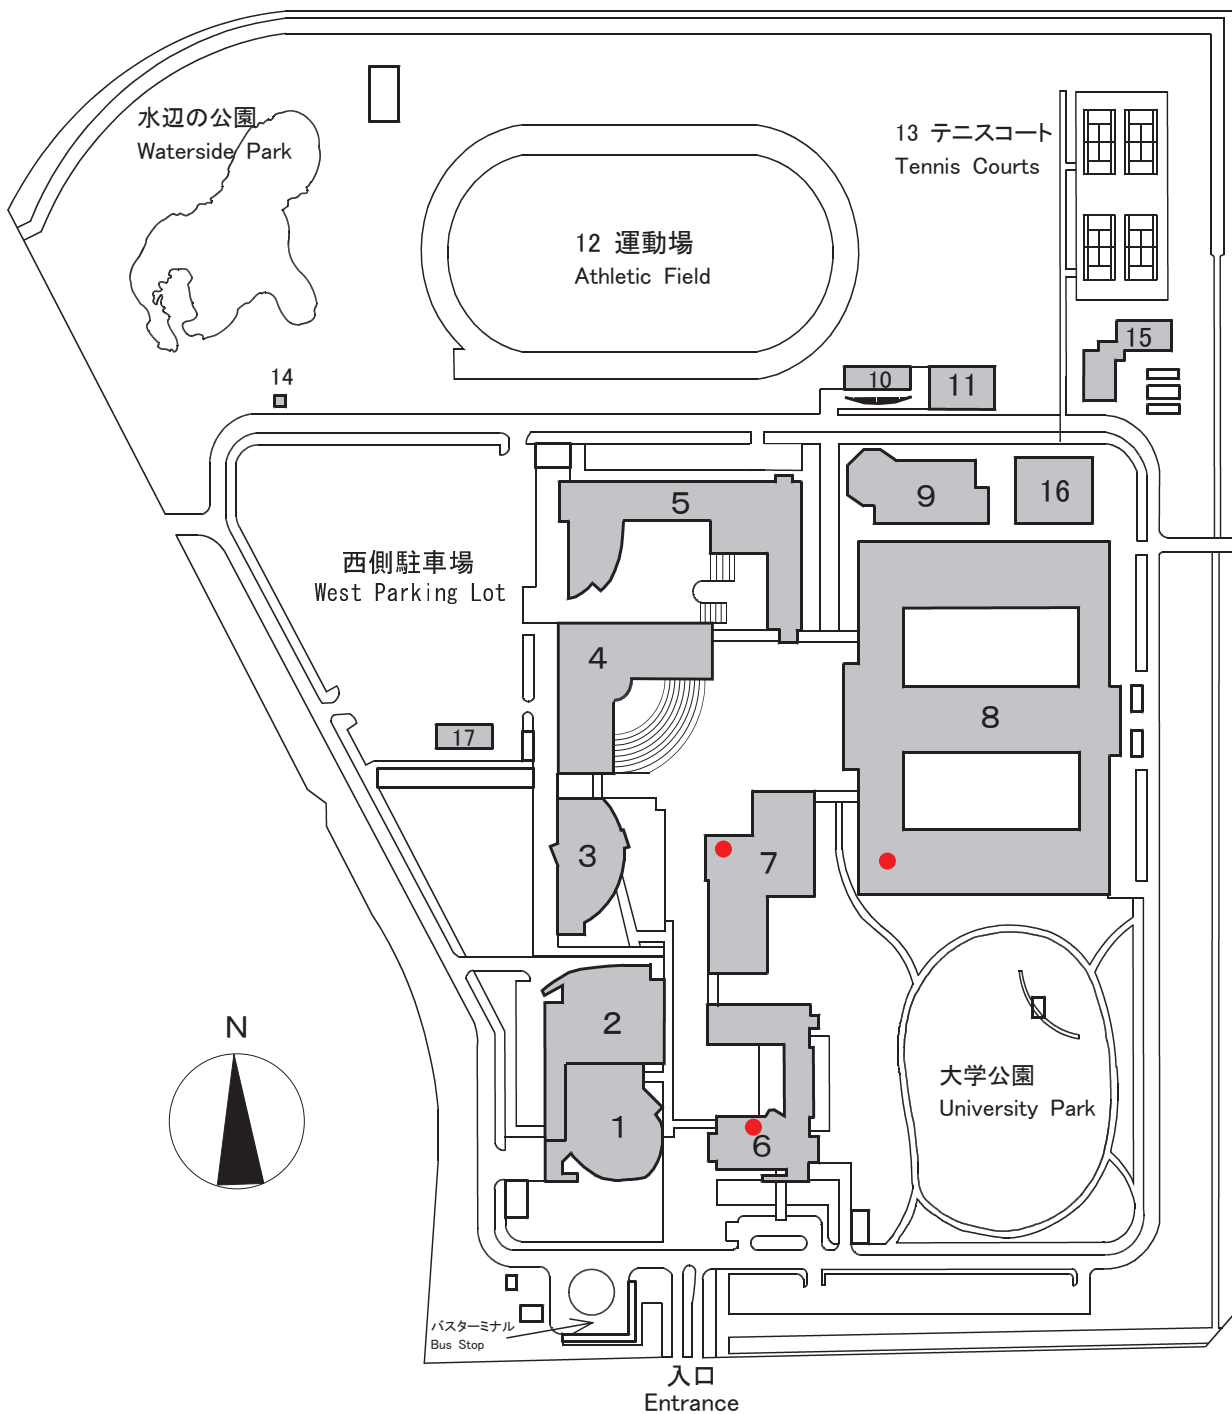 水辺の公園
Waterside Park
13 テニスコート
Tennis Courts
12 運動場
Athletic Field
15
14
10
11
5
9
16
西側駐車場
West Parking Lot
4
8
17
3
7
2
N
大学公園
University Park
1
6
バスターミナル
Bus Stop
入口
Entrance